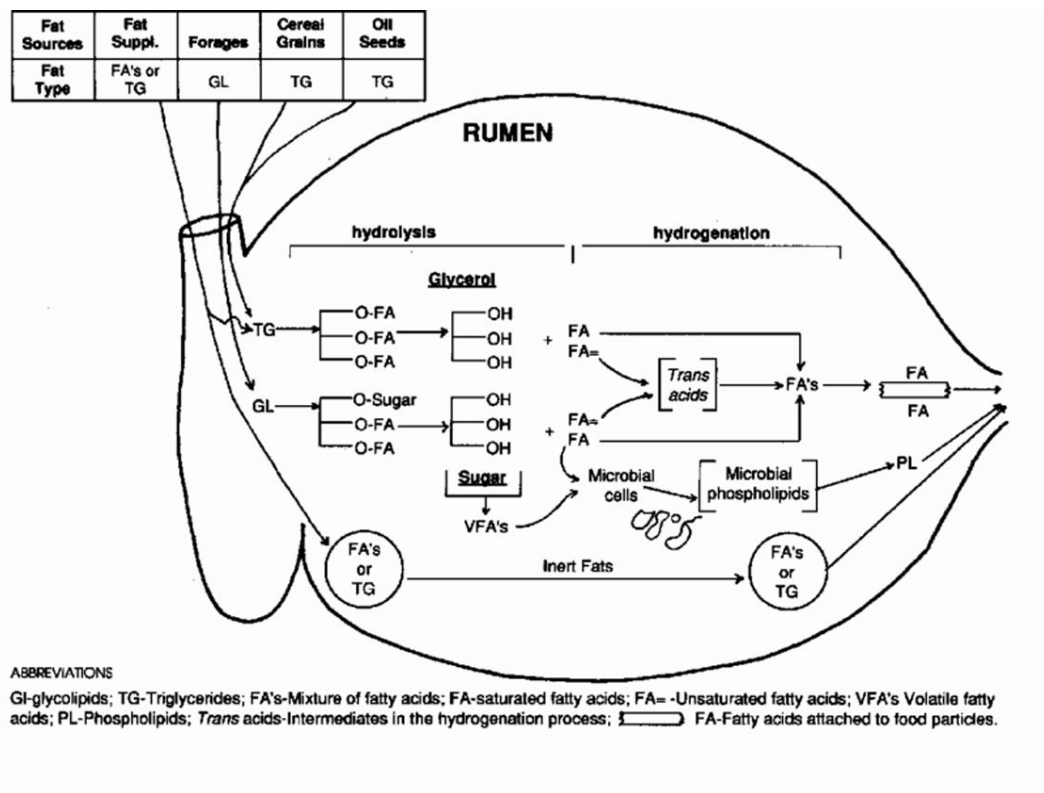 Fat Sources Fat Suppl. Forages Cereal Grains Oil Seeds
Fat Type FA's or TG GL TG TG
RUMEN
hydrolysis hydrogenation
Glycerol
O-FA OH
TG O-FA OH + FA
O-FA OH FA=
Trans acids FA's FA
FA
GL O-Sugar OH
O-FA OH + FA=
O-FA OH FA
Sugar Microbial cells Microbial phospholipids PL
VFA's
FA's or TG Inert Fats FA's or TG
ABBREVIATIONS
Gl-glycolipids; TG-Triglycerides; FA's-Mixture of fatty acids; FA-saturated fatty acids; FA= -Unsaturated fatty acids; VFA's Volatile fatty
acids; PL-Phospholipids; Trans acids-Intermediates in the hydrogenation process; FA-Fatty acids attached to food particles.